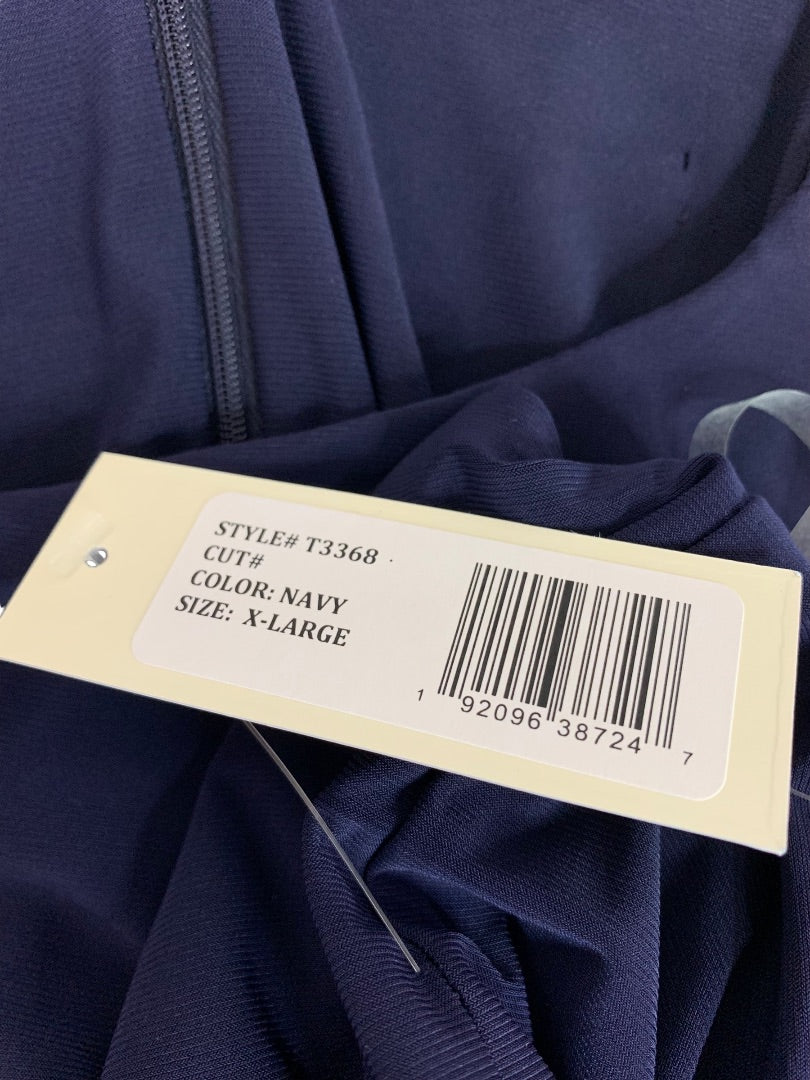 STYLE# T3368
CUT#
COLOR: NAVY
SIZE: X-LARGE
1 92096 38724 7